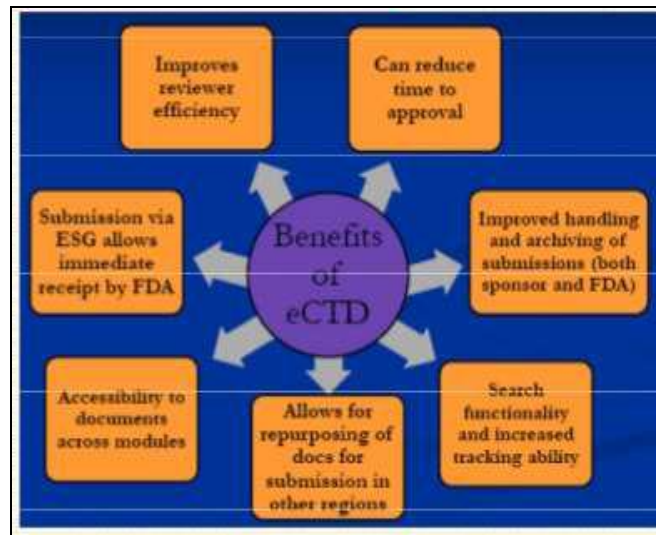 Improves
reviewer
efficiency
Can reduce
time to
approval
Submission via
ESG allows
immediate
receipt by FDA
Benefits
of
eCTD
Improved handling
and archiving of
submissions (both
sponsor and FDA)
Accessibility to
documents
across modules
Allows for
repurposing of
docs for
submission in
other regions
Search
functionality
and increased
tracking ability